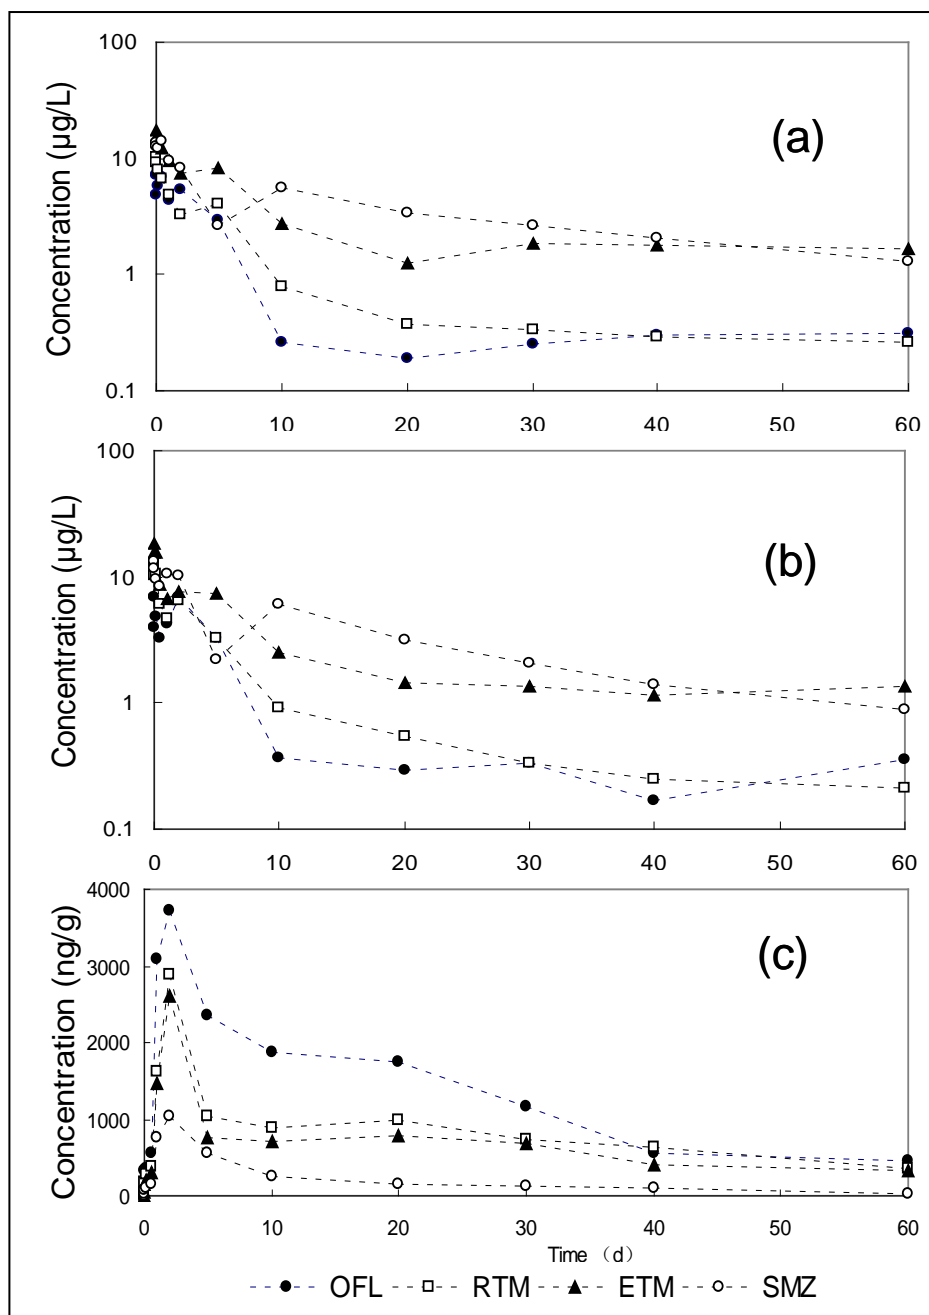 100
10
1
0.1
Concentration (µg/L)
(a)
0 10 20 30 40 50 60
100
10
1
0.1
Concentration (µg/L)
(b)
0 10 20 30 40 50 60
4000
3000
2000
1000
0
Concentration (ng/g)
(c)
0 10 20 30 40 50 60
Time （d）
OFL RTM ETM SMZ